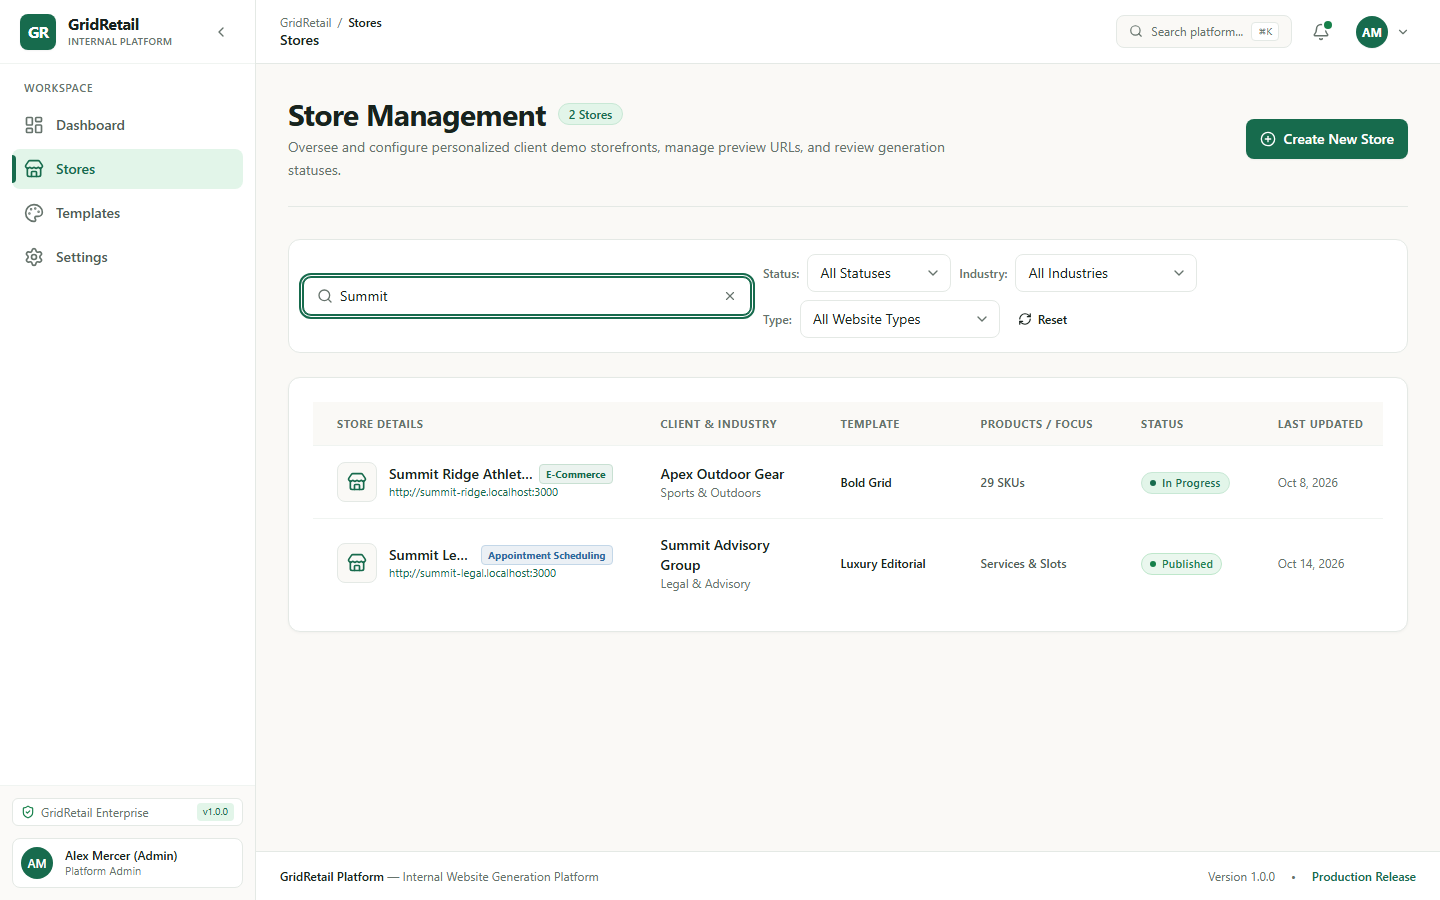 GR
GridRetail
INTERNAL PLATFORM
WORKSPACE
Dashboard
Stores
Templates
Settings
GridRetail Enterprise
v1.0.0
AM
Alex Mercer (Admin)
Platform Admin
GridRetail / Stores
Stores
Search platform...
⌘K
AM
Store Management
2 Stores
Oversee and configure personalized client demo storefronts, manage preview URLs, and review generation
statuses.
Create New Store
Summit
Status:
All Statuses
Industry:
All Industries
Type:
All Website Types
Reset
STORE DETAILS
CLIENT & INDUSTRY
TEMPLATE
PRODUCTS / FOCUS
STATUS
LAST UPDATED
Summit Ridge Athlet...
E-Commerce
http://summit-ridge.localhost:3000
Apex Outdoor Gear
Sports & Outdoors
Bold Grid
29 SKUs
In Progress
Oct 8, 2026
Summit Le...
Appointment Scheduling
http://summit-legal.localhost:3000
Summit Advisory
Group
Legal & Advisory
Luxury Editorial
Services & Slots
Published
Oct 14, 2026
GridRetail Platform — Internal Website Generation Platform
Version 1.0.0 • Production Release